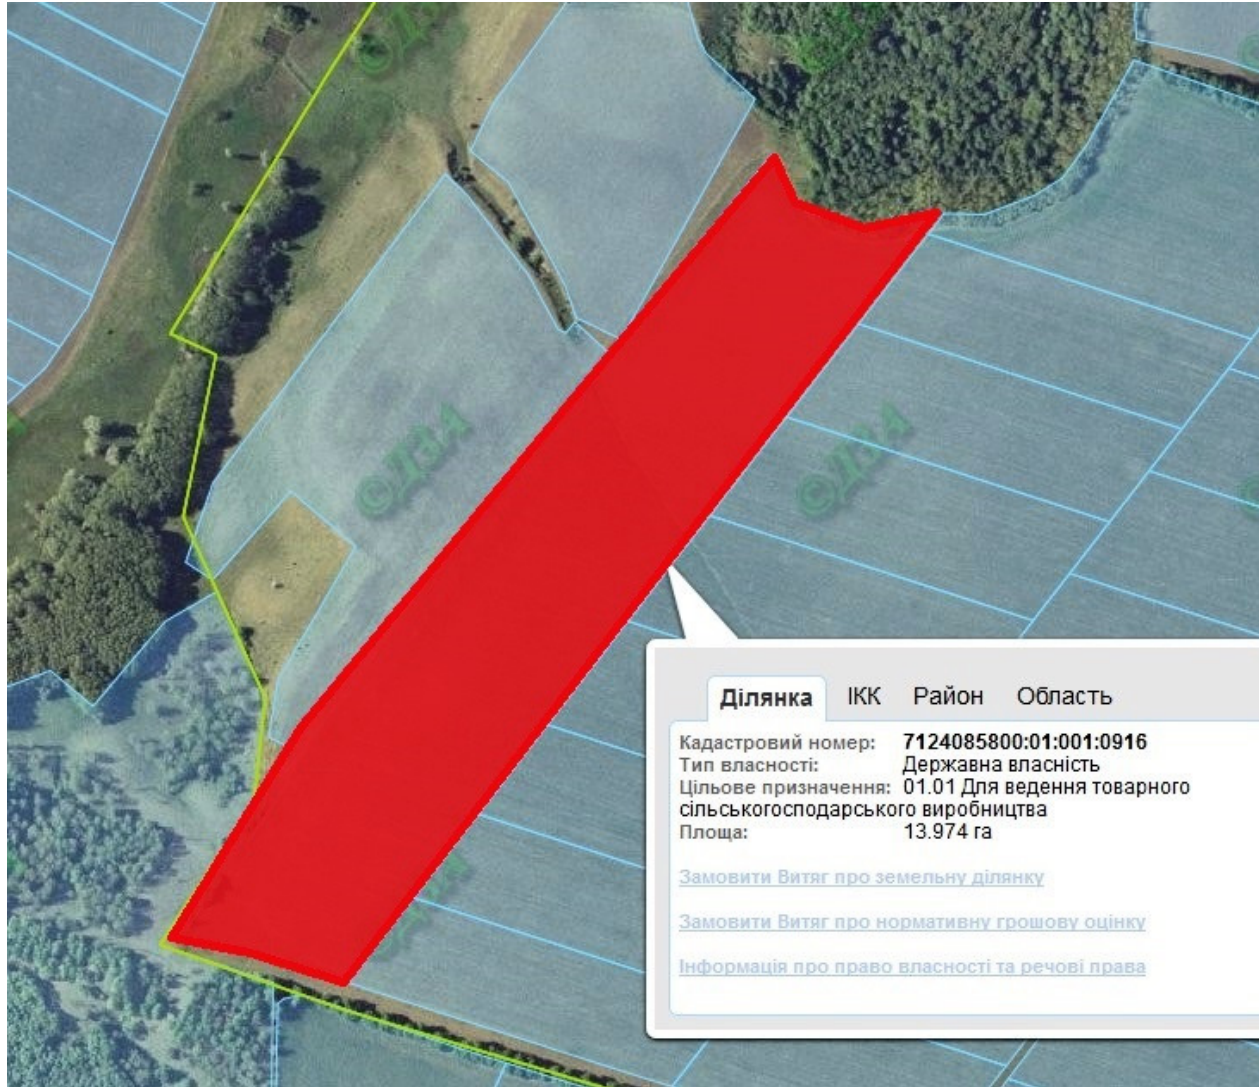 ©ДЗА
©ДЗА
©ДЗА
Ділянка ІКК Район Область
Кадастровий номер: 7124085800:01:001:0916
Тип власності: Державна власність
Цільове призначення: 01.01 Для ведення товарного
сільськогосподарського виробництва
Площа: 13.974 га
Замовити Витяг про земельну ділянку
Замовити Витяг про нормативну грошову оцінку
Інформація про право власності та речові права